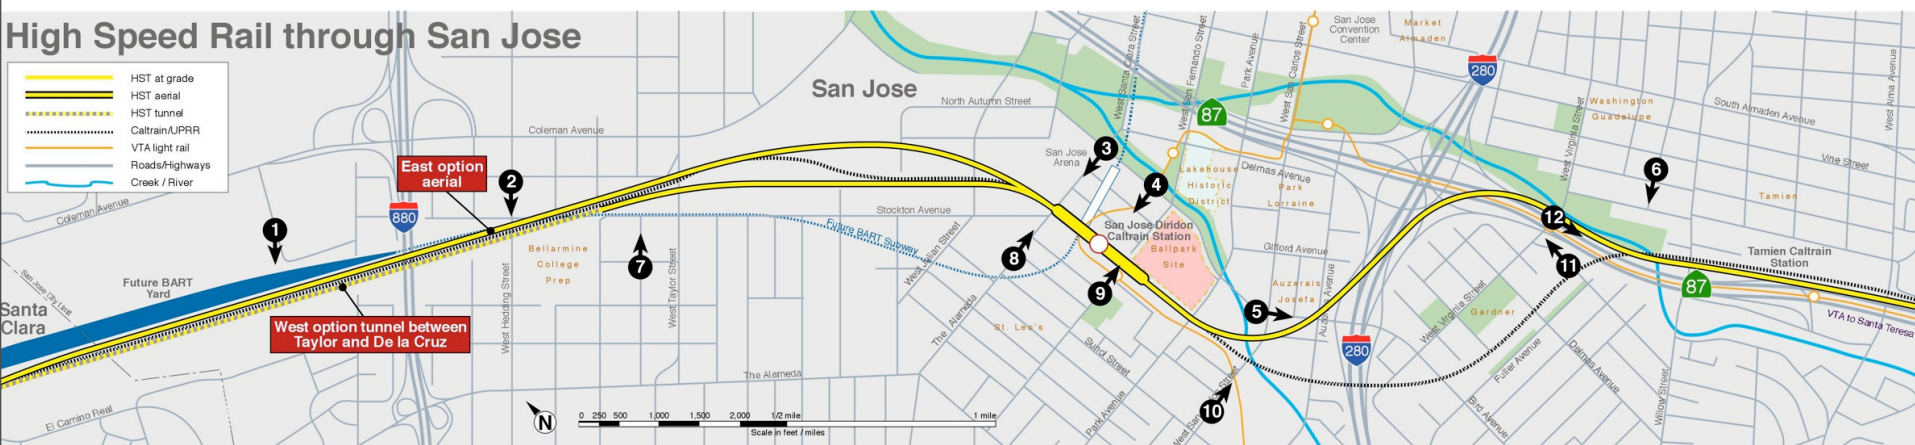 High Speed Rail through San Jose
HST at grade
HST aerial
HST tunnel
Caltrain/UPRR
VTA light rail
Roads/Highways
Creek / River
San Jose
East option
aerial
West option tunnel between
Taylor and De la Cruz
Santa
Clara
San Jose City Limit
Future BART
Yard
Coleman Avenue
El Camino Real
880
Coleman Avenue
1
2
7
Bellarmine
College
Prep
West Hedding Street
West Taylor Street
The Alameda
Stockton Avenue
Future BART Subway
West Julian Street
The Alameda
North Autumn Street
San Jose
Arena
3
4
8
9
San Jose Diridon
Caltrain Station
Ballpark
Site
St. Leo's
Sutrol Street
Park Avenue
10
5
West Santa Clara Street
West San Fernando Street
Park Avenue
West San Carlos Street
87
Lakehouse
Historic
District
Delmas Avenue
Park
Lorraine
Gifford Avenue
Auzerais
Josefa
San Jose
Convention
Center
Market
Almaden
280
280
Washington
Guadalupe
West Virginia Street
South Almaden Avenue
West Alma Avenue
Vine Street
6
Tamien
12
11
Tamien Caltrain
Station
87
VTA to Santa Teresa
West Virginia Street
Gardner
Fuller Avenue
Delmas Avenue
Bird Avenue
Willow Street
N
0 250 500 1,000 1,500 2,000 1/2 mile 1 mile
Scale in feet / miles